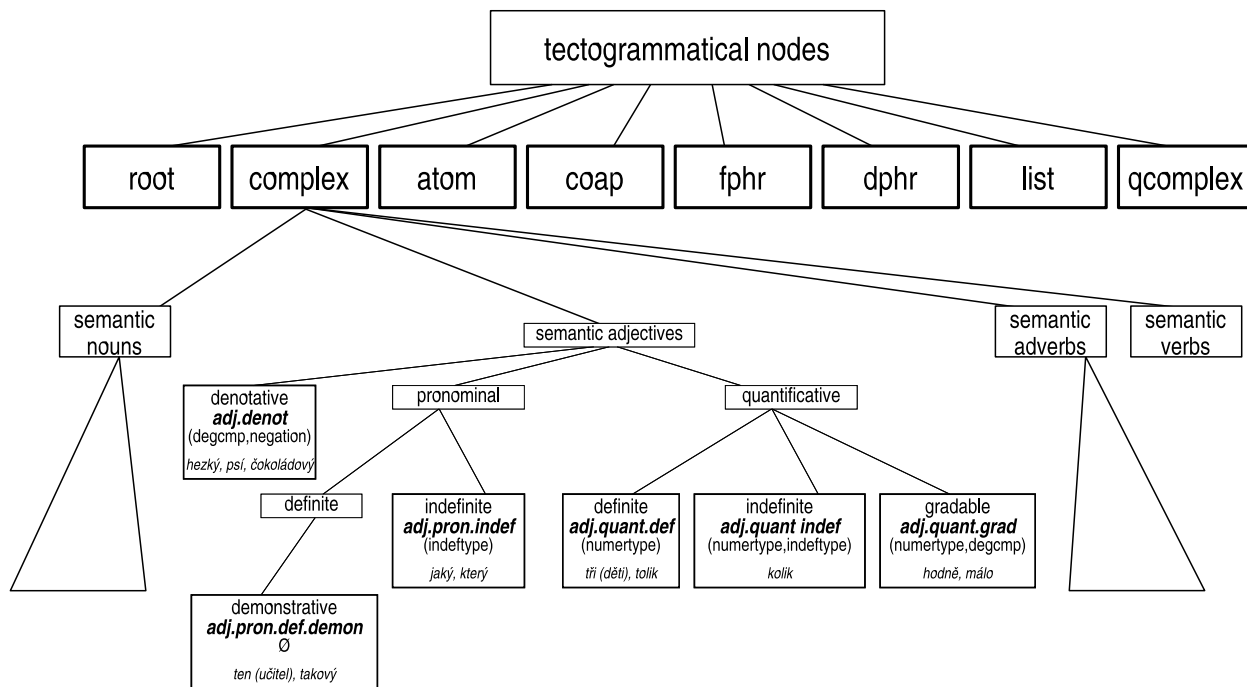 tectogrammatical nodes
root
complex
atom
coap
fphr
dphr
list
qcomplex
semantic
nouns
semantic adjectives
semantic
adverbs
semantic
verbs
denotative
adj.denot
(degcmp,negation)
hezký, psí, čokoládový
pronominal
quantificative
definite
indefinite
adj.pron.indef
(indeftype)
jaký, který
definite
adj.quant.def
(numertype)
tři (děti), tolik
indefinite
adj.quant indef
(numertype,indeftype)
kolik
gradable
adj.quant.grad
(numertype,degcmp)
hodně, málo
demonstrative
adj.pron.def.demon
Ø
ten (učitel), takový